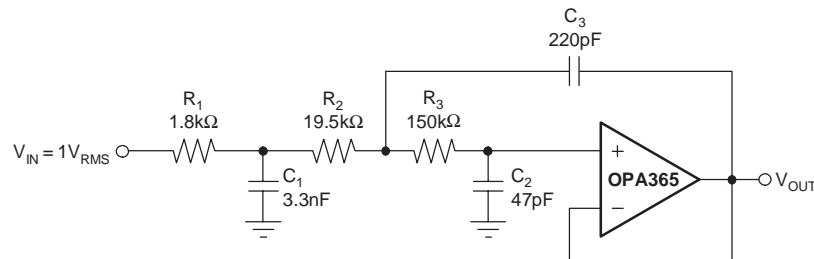 C3
220pF
R1
1.8kΩ
R2
19.5kΩ
R3
150kΩ
VIN = 1VRMS
C1
3.3nF
C2
47pF
+
OPA365
−
VOUT